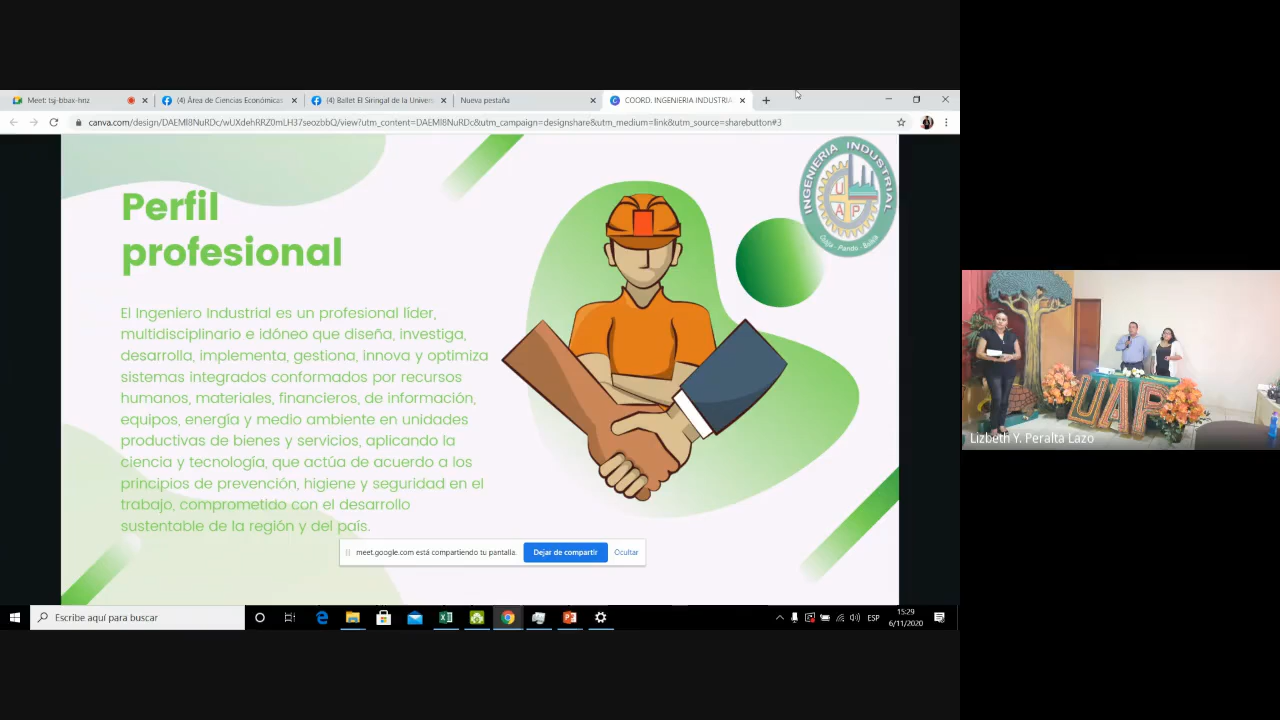 Meet: tsj-bbax-hnz
(4) Área de Ciencias Económicas
(4) Ballet El Siringal de la Univers
Nueva pestaña
COORD. INGENIERIA INDUSTRIA
canva.com/design/DAEMl8NuRDc/wUXdehRRZ0mLH37seozbbQ/view?utm_content=DAEMl8NuRDc&utm_campaign=designshare&utm_medium=link&utm_source=sharebutton#3
INGENIERIA INDUSTRIAL
U
A P
Cobija - Pando - Bolivia
Perfil
profesional
El Ingeniero Industrial es un profesional líder,
multidisciplinario e idóneo que diseña, investiga,
desarrolla, implementa, gestiona, innova y optimiza
sistemas integrados conformados por recursos
humanos, materiales, financieros, de información,
equipos, energía y medio ambiente en unidades
productivas de bienes y servicios, aplicando la
ciencia y tecnología, que actúa de acuerdo a los
principios de prevención, higiene y seguridad en el
trabajo, comprometido con el desarrollo
sustentable de la región y del país.
meet.google.com está compartiendo tu pantalla.
Dejar de compartir
Ocultar
UAP
Lizbeth Y. Peralta Lazo
Escribe aquí para buscar
ESP
15:29
6/11/2020